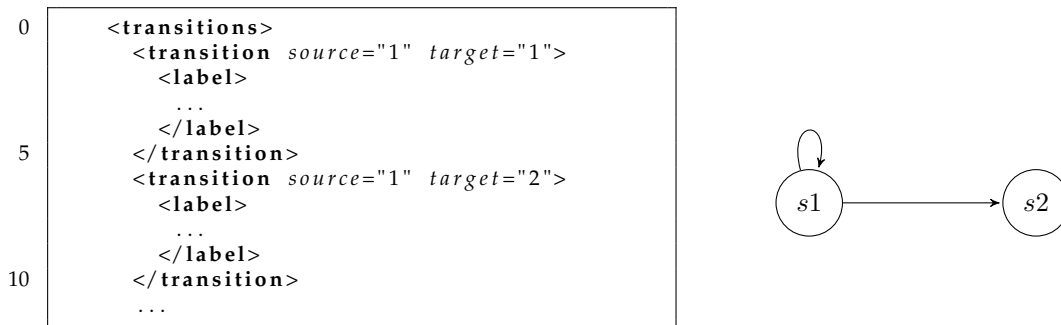 0 <transitions>
<transition source="1" target="1">
<label>
...
</label>
5 </transition>
<transition source="1" target="2">
<label>
...
</label>
10 </transition>
...
s1 s2